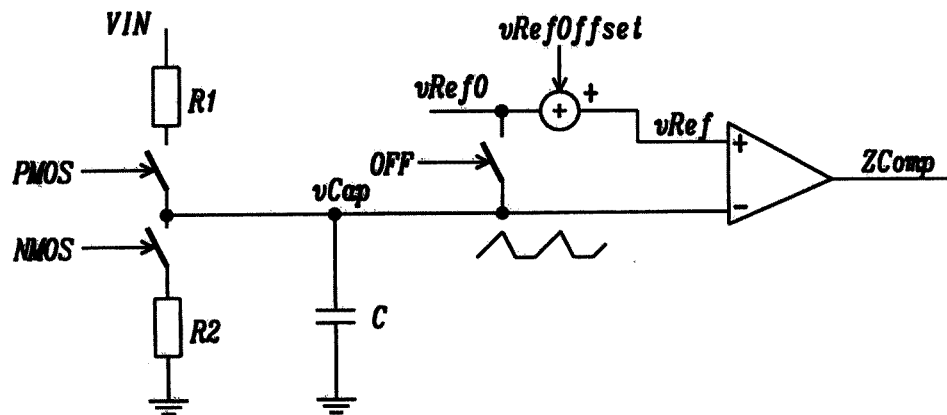 VIN
vRefOffset
R1
vRef0
+
+
vRef
+
PMOS
OFF
ZComp
vCap
-
NMOS
R2
C